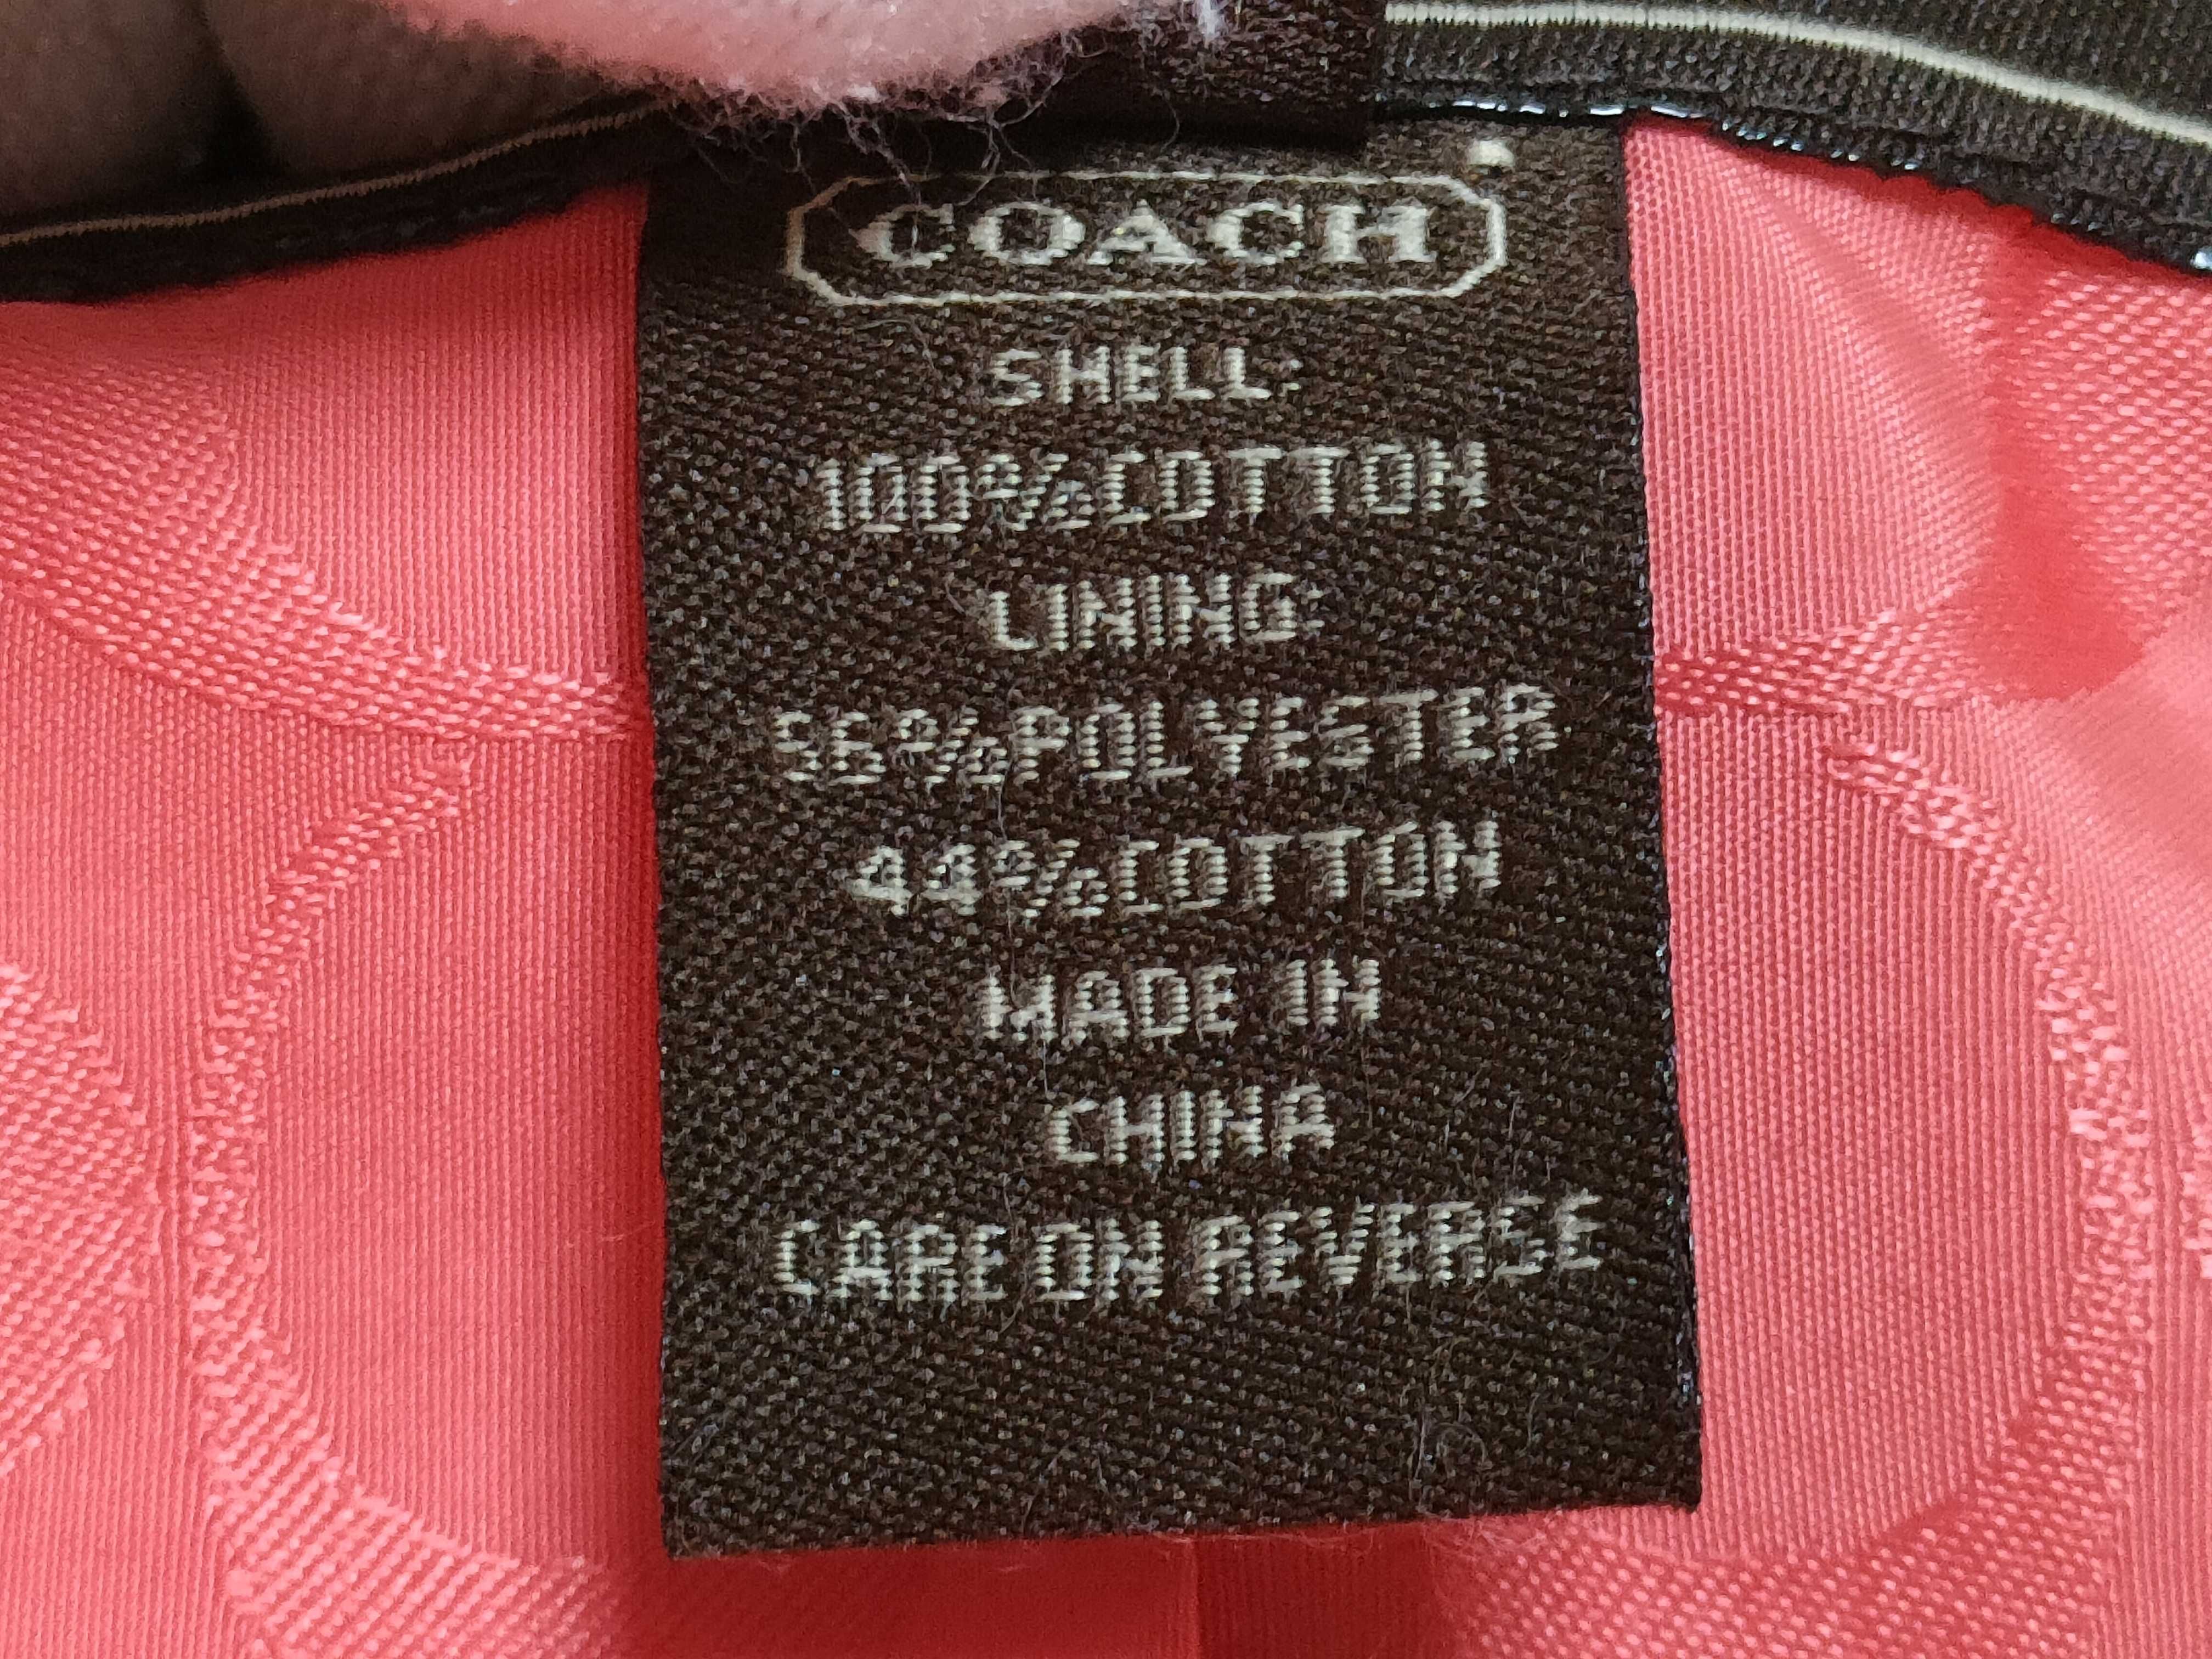 COACH
SHELL:
100%COTTON
LINING:
56%POLYESTER
44%COTTON
MADE IN
CHINA
CARE ON REVERSE